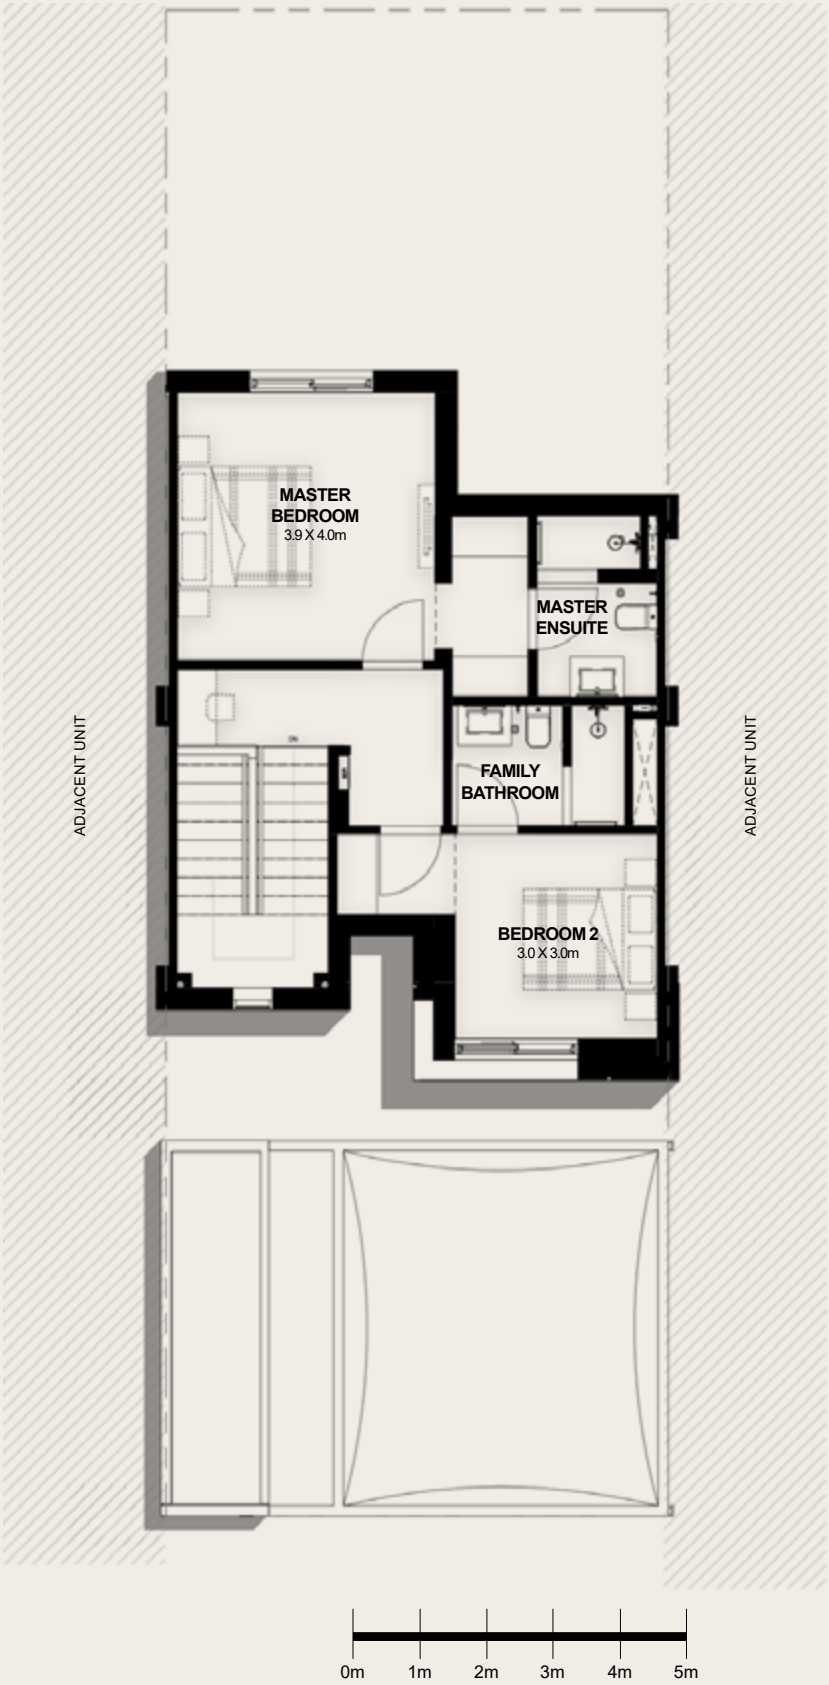 MASTER
BEDROOM
3.9 X 4.0m
MASTER
ENSUITE
DN
ADJACENT UNIT
ADJACENT UNIT
FAMILY
BATHROOM
BEDROOM 2
3.0 X 3.0m
0m 1m 2m 3m 4m 5m